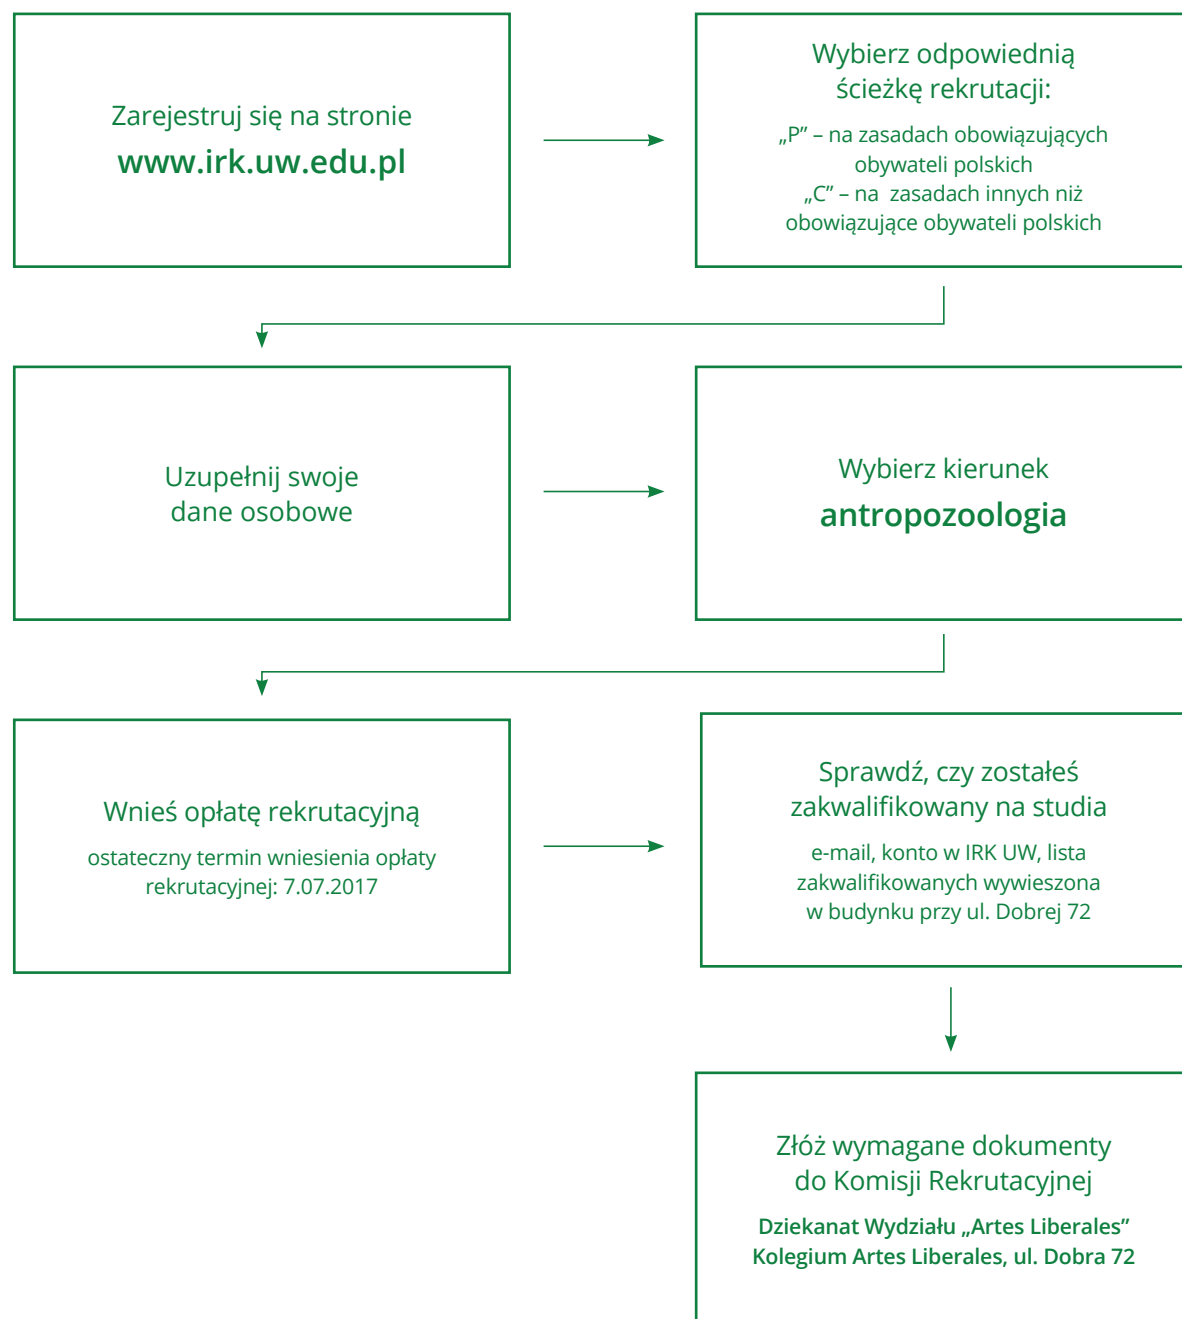 Zarejestruj się na stronie
www.irk.uw.edu.pl
Wybierz odpowiednią
ścieżkę rekrutacji:
„P” – na zasadach obowiązujących
obywateli polskich
„C” – na  zasadach innych niż
obowiązujące obywateli polskich
Uzupełnij swoje
dane osobowe
Wybierz kierunek
antropozoologia
Wnieś opłatę rekrutacyjną
ostateczny termin wniesienia opłaty
rekrutacyjnej: 7.07.2017
Sprawdź, czy zostałeś
zakwalifikowany na studia
e-mail, konto w IRK UW, lista
zakwalifikowanych wywieszona
w budynku przy ul. Dobrej 72
Złóż wymagane dokumenty
do Komisji Rekrutacyjnej
Dziekanat Wydziału „Artes Liberales”
Kolegium Artes Liberales, ul. Dobra 72